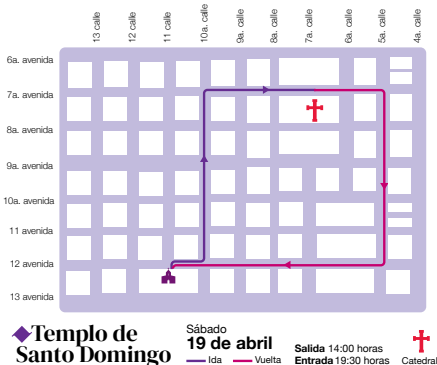 13 calle
12 calle
11 calle
10a. calle
9a. calle
8a. calle
7a. calle
6a. calle
5a. calle
4a. calle
6a. avenida
7a. avenida
8a. avenida
9a. avenida
10a. avenida
11 avenida
12 avenida
13 avenida
Templo de
Santo Domingo
Sábado
19 de abril
Ida Vuelta
Salida 14:00 horas
Entrada 19:30 horas
Catedral